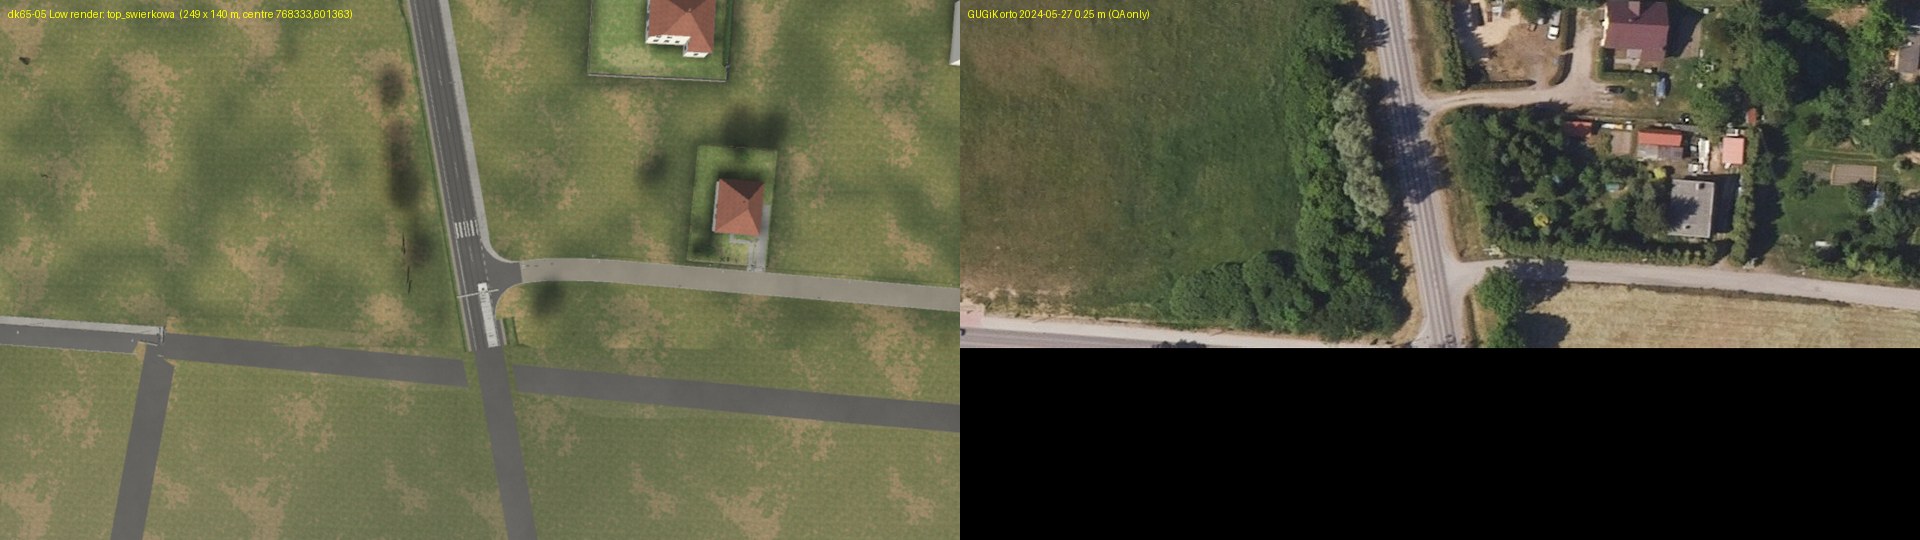 dk65-05 Low render: top_swierkowa (249 x 140 m, centre 768333,601363)
GUGiK orto 2024-05-27 0.25 m (QA only)